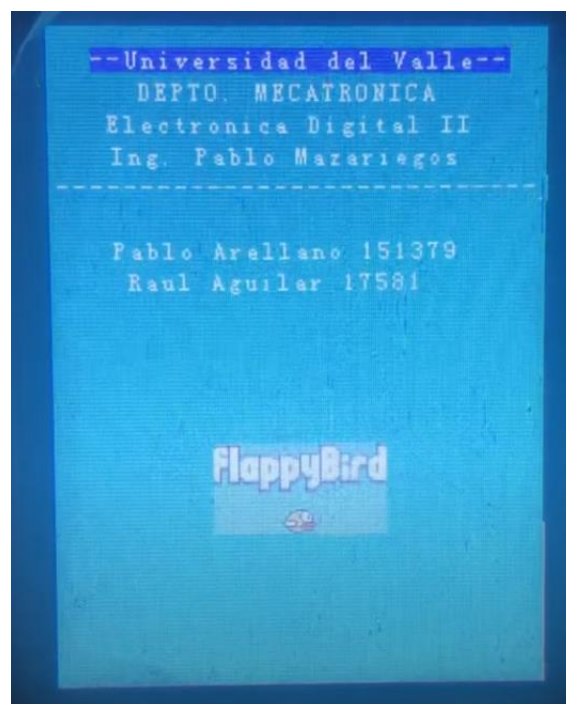 --Universidad del Valle--
DEPTO. MECATRONICA
Electronica Digital II
Ing. Pablo Mazariegos
------------------------------
Pablo Arellano 151379
Raul Aguilar 17581
FlappyBird